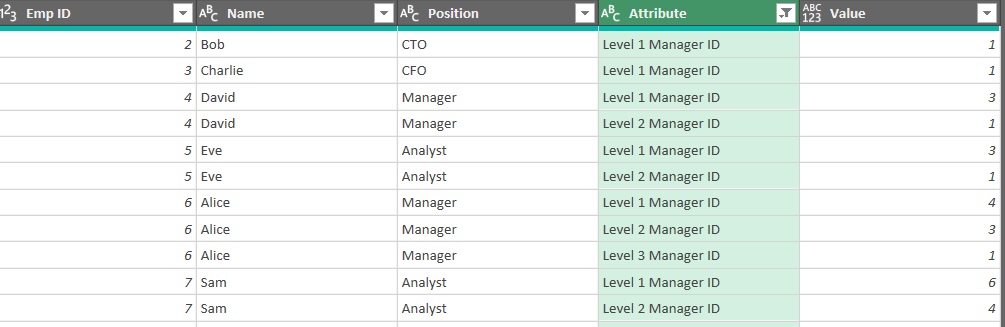 1²3 Emp ID ABC Name ABC Position ABC Attribute ABC 123 Value
2 Bob CTO Level 1 Manager ID 1
3 Charlie CFO Level 1 Manager ID 1
4 David Manager Level 1 Manager ID 3
4 David Manager Level 2 Manager ID 1
5 Eve Analyst Level 1 Manager ID 3
5 Eve Analyst Level 2 Manager ID 1
6 Alice Manager Level 1 Manager ID 4
6 Alice Manager Level 2 Manager ID 3
6 Alice Manager Level 3 Manager ID 1
7 Sam Analyst Level 1 Manager ID 6
7 Sam Analyst Level 2 Manager ID 4